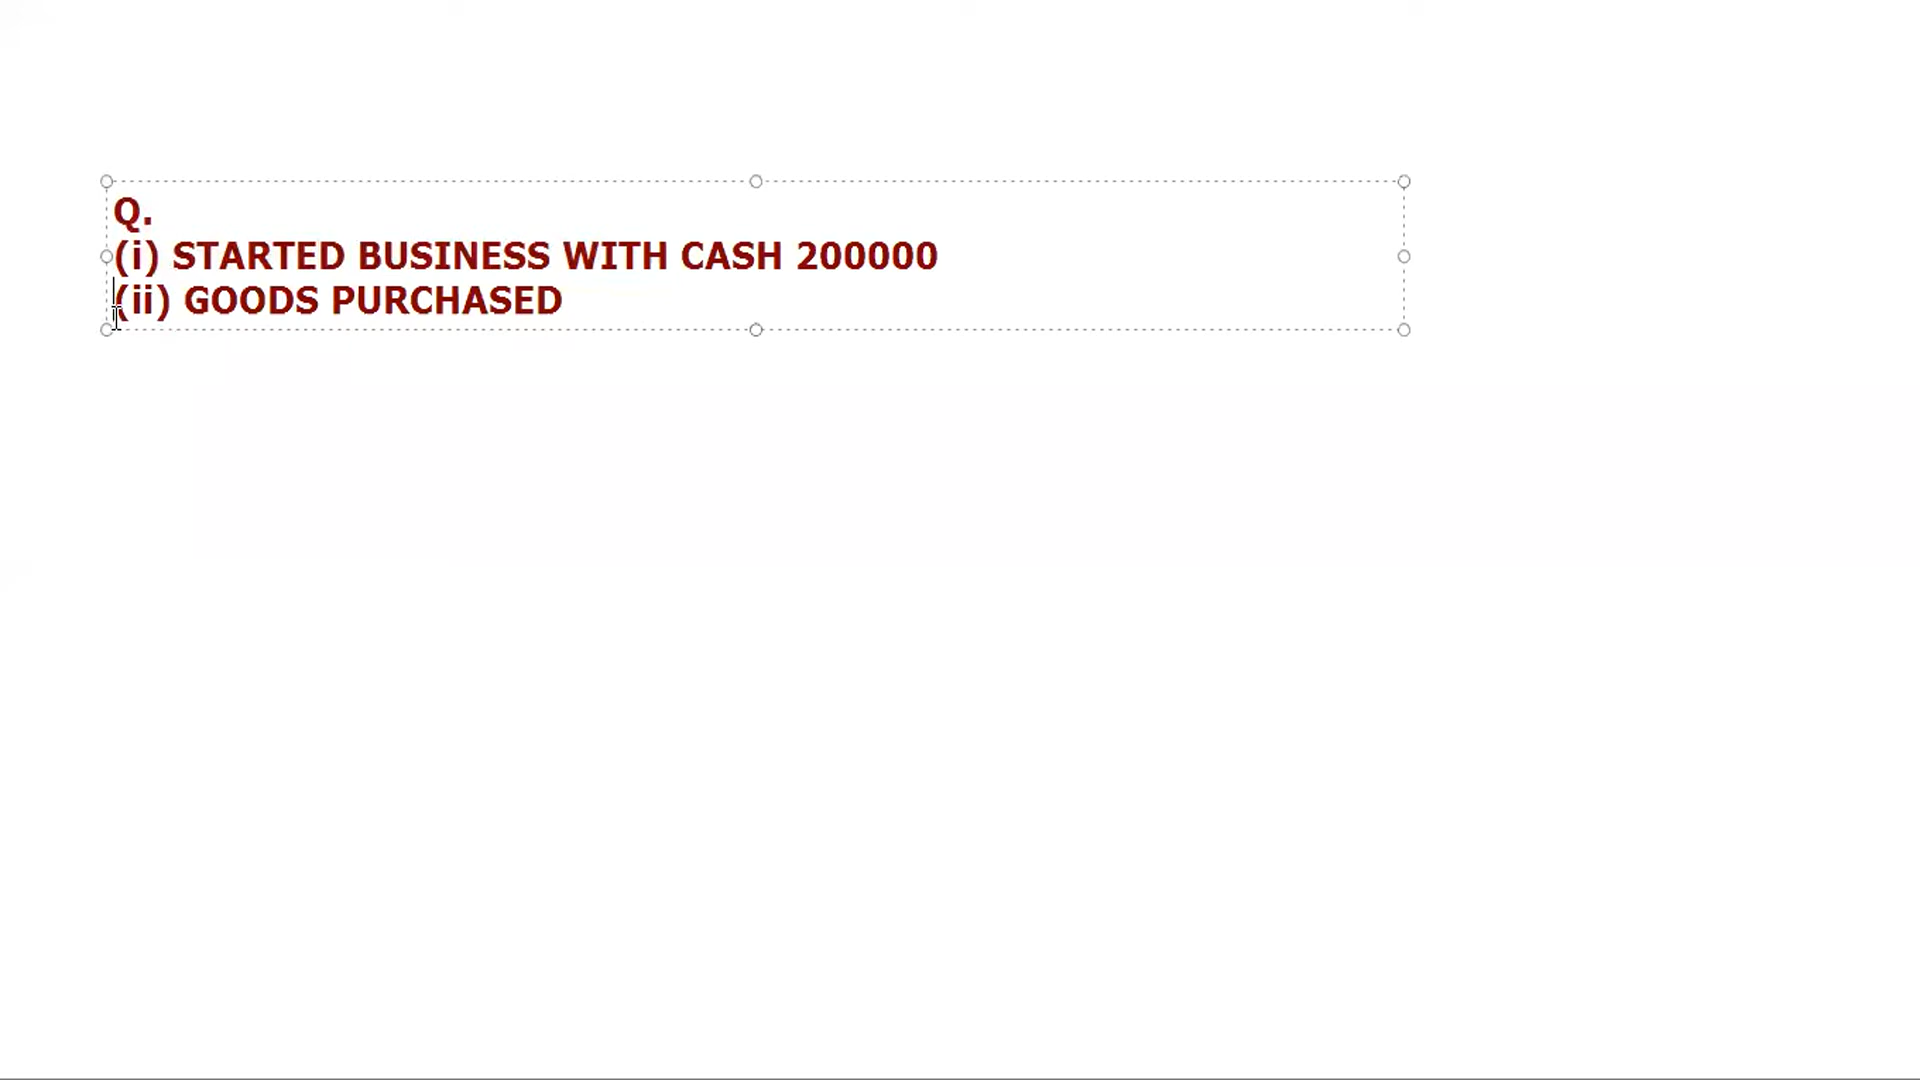 Q.
(i) STARTED BUSINESS WITH CASH 200000
(ii) GOODS PURCHASED